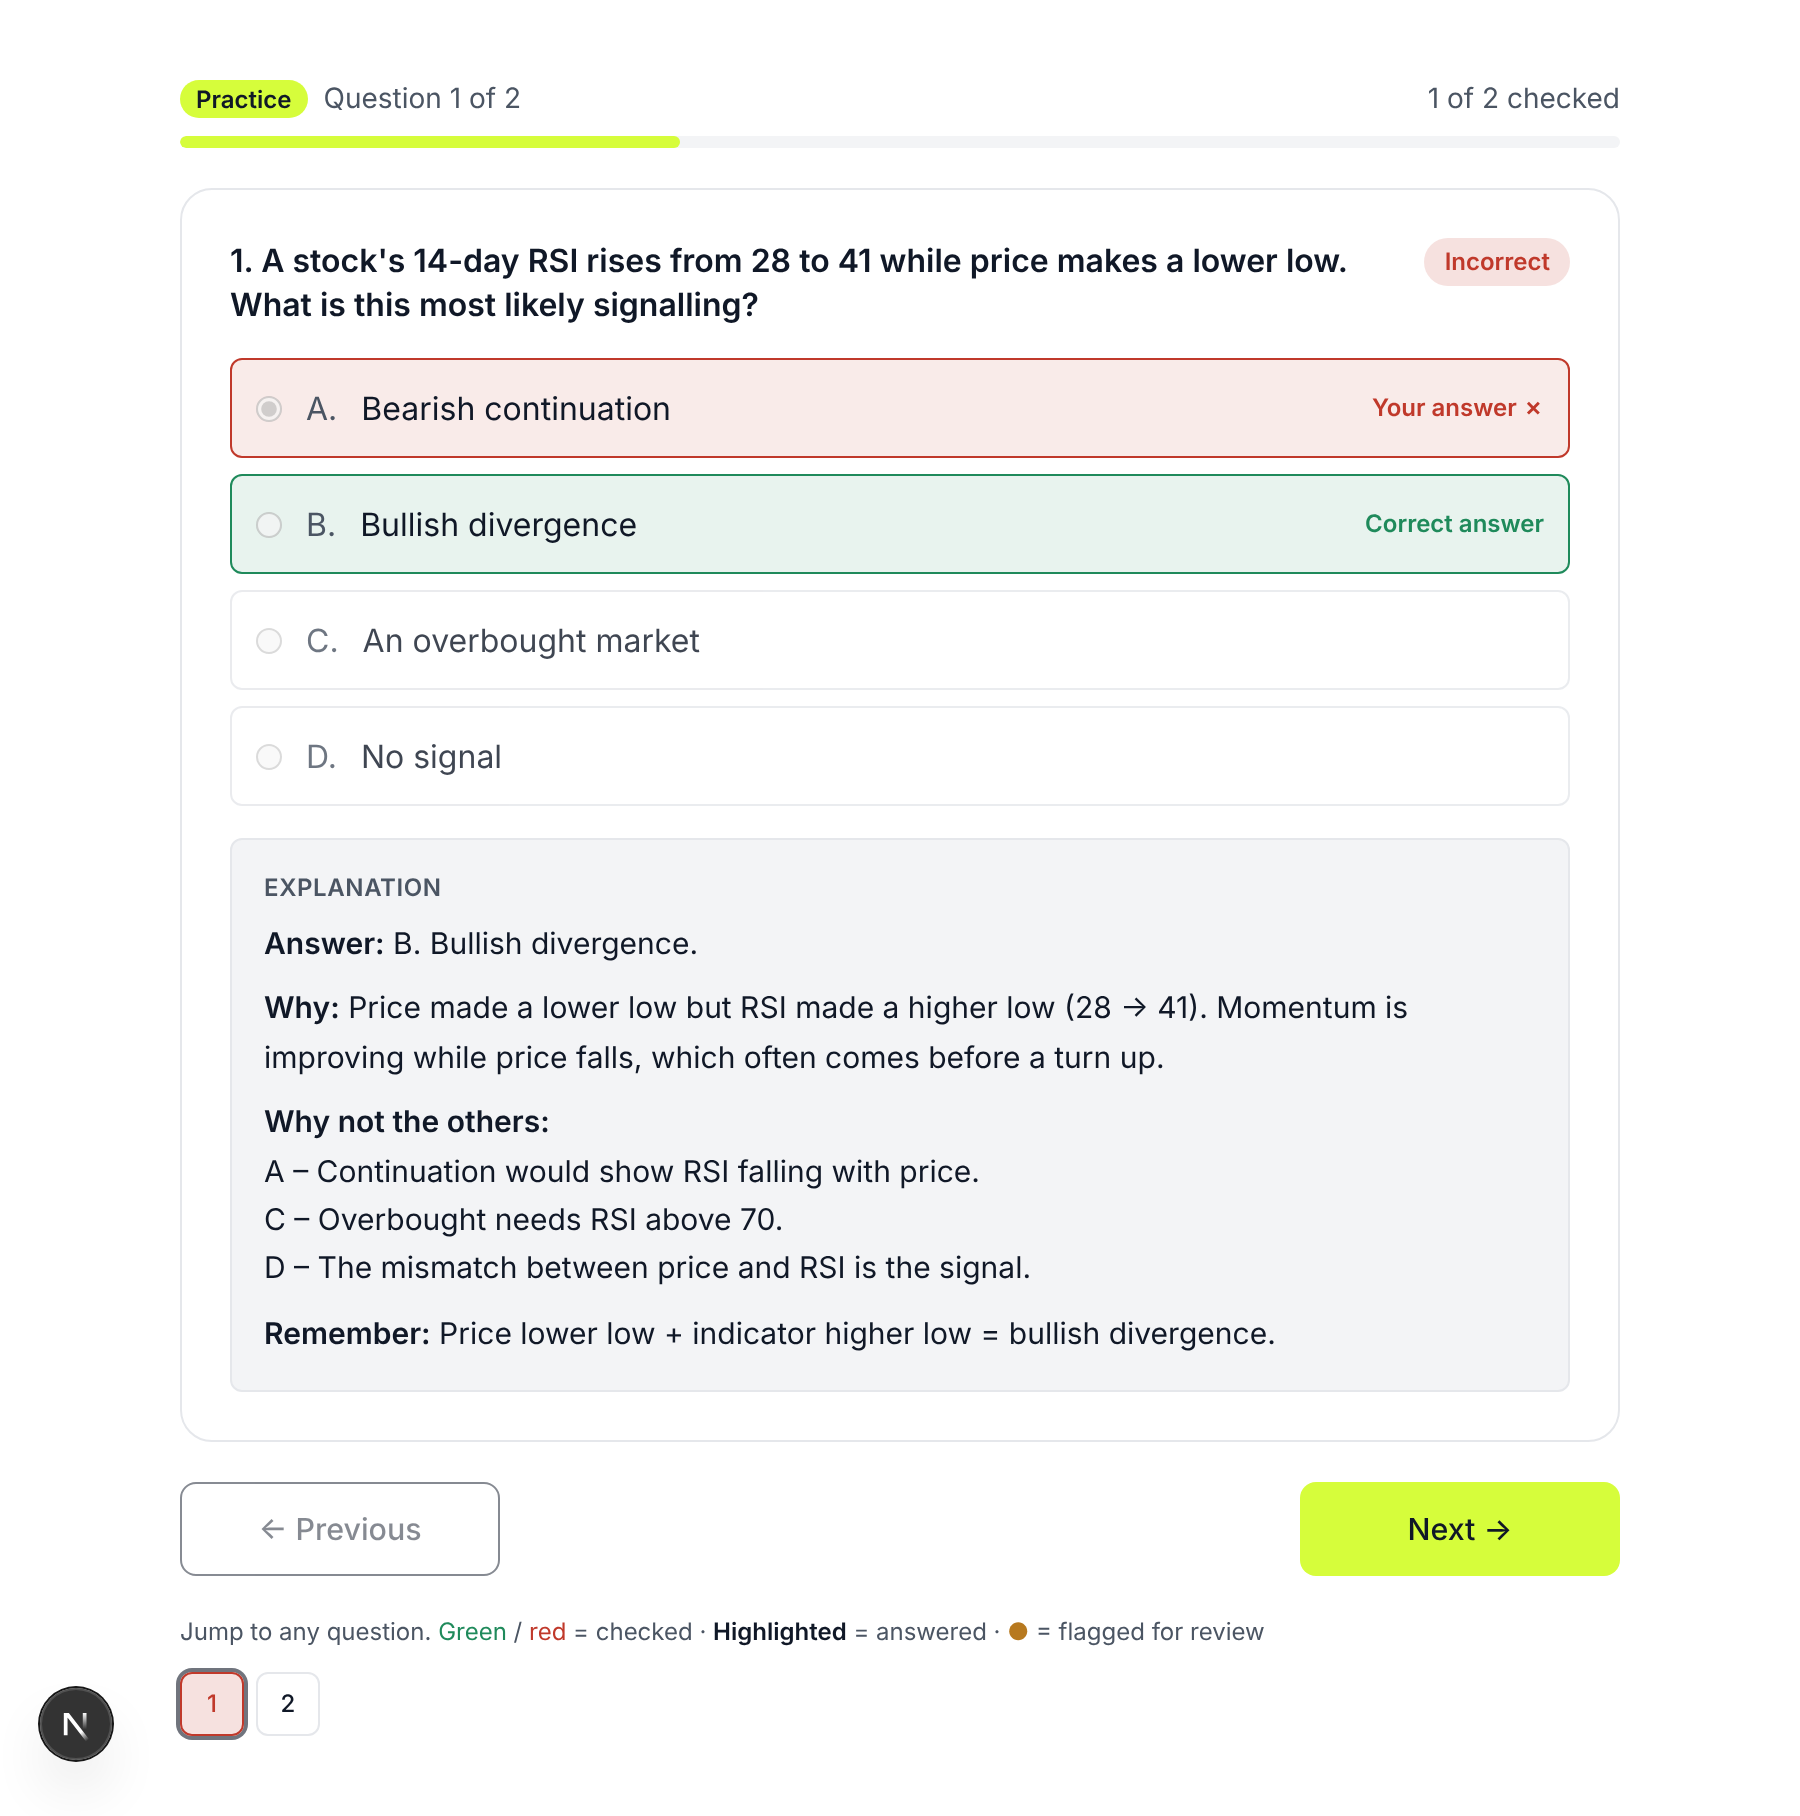 Practice Question 1 of 2 1 of 2 checked
1. A stock's 14-day RSI rises from 28 to 41 while price makes a lower low. Incorrect
What is this most likely signalling?
A. Bearish continuation Your answer ×
B. Bullish divergence Correct answer
C. An overbought market
D. No signal
EXPLANATION
Answer: B. Bullish divergence.
Why: Price made a lower low but RSI made a higher low (28 → 41). Momentum is
improving while price falls, which often comes before a turn up.
Why not the others:
A – Continuation would show RSI falling with price.
C – Overbought needs RSI above 70.
D – The mismatch between price and RSI is the signal.
Remember: Price lower low + indicator higher low = bullish divergence.
← Previous Next →
Jump to any question. Green / red = checked · Highlighted = answered · = flagged for review
1 2
N